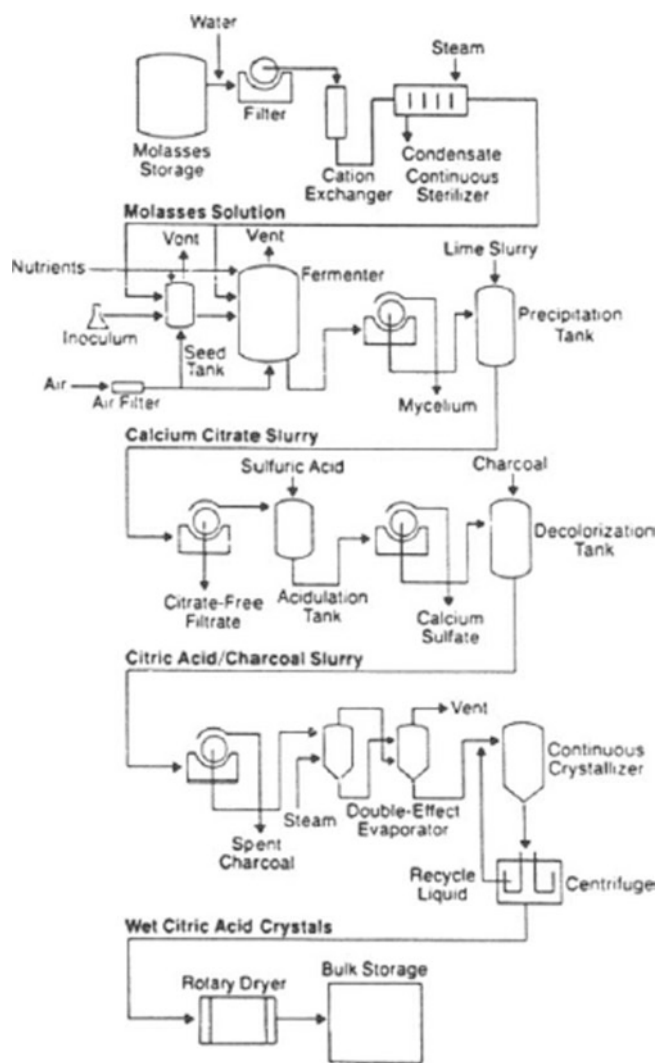 Water
Steam
Filter
Molasses
Storage
Cation
Exchanger
Condensate
Continuous
Sterilizer
Molasses Solution
Vont
Vent
Nutrients
Fermenter
Lime Slurry
Inoculum
Seed
Tank
Precipitation
Tank
Air
Air Filter
Mycelium
Calcium Citrate Slurry
Sulfuric Acid
Charcoal
Decolorization
Tank
Citrate-Free
Filtrate
Acidulation
Tank
Calcium
Sulfate
Citric Acid/Charcoal Slurry
Vent
Continuous
Crystallizer
Steam
Double-Effect
Evaporator
Spent
Charcoal
Recycle
Liquid
Centrifuge
Wet Citric Acid Crystals
Rotary Dryer
Bulk Storage